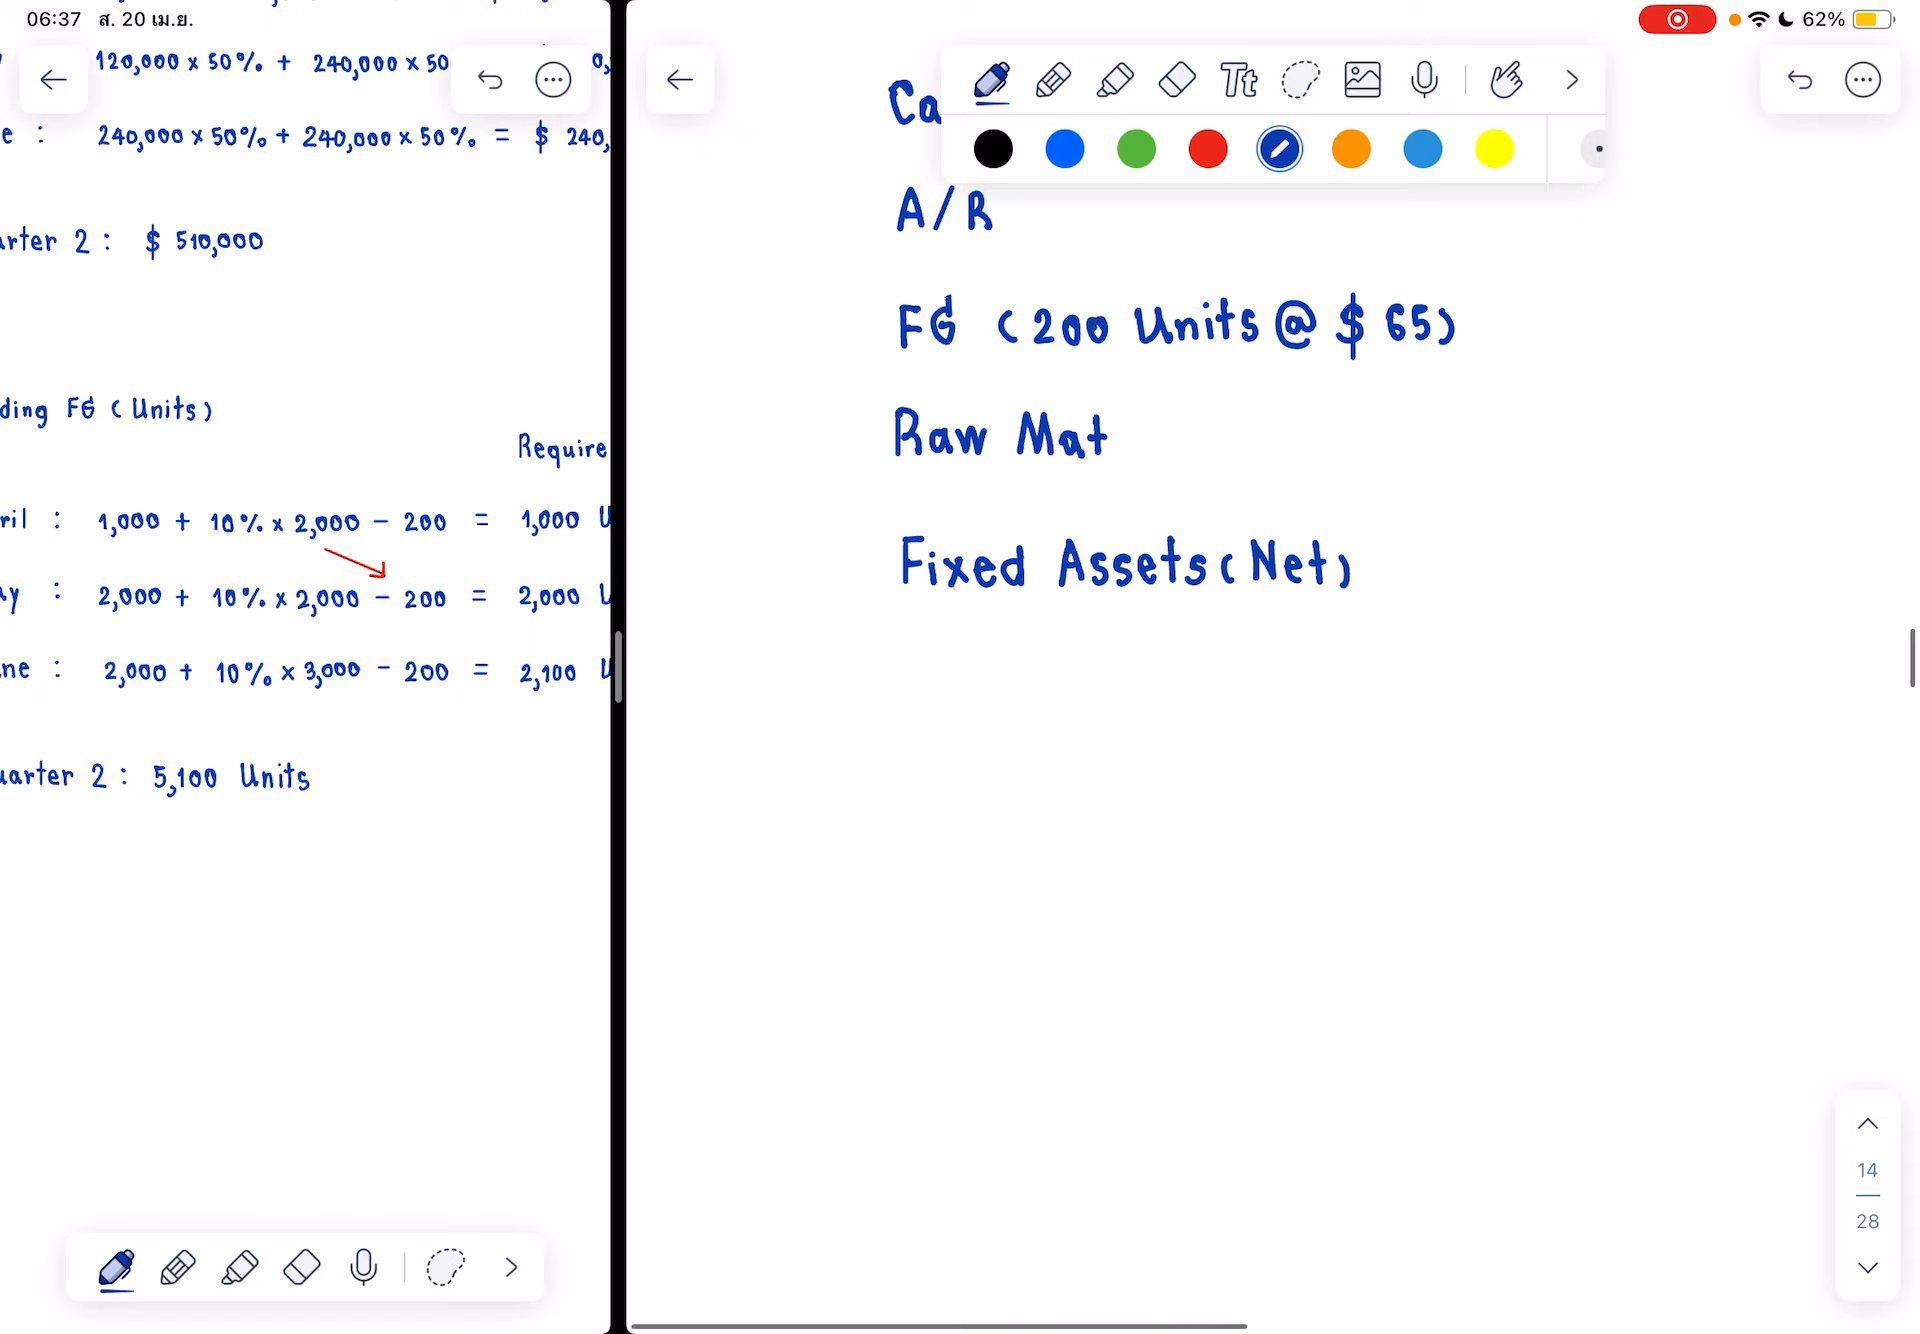 06:37 ส. 20 เม.ย.
62%
120,000 x 50% + 240,000 x 50
e : 240,000 x 50% + 240,000 x 50% = $ 240,
arter 2 : $ 510,000
ding FG (Units)
Require
ril : 1,000 + 10% x 2,000 - 200 = 1,000 U
ay : 2,000 + 10% x 2,000 - 200 = 2,000 U
ne : 2,000 + 10% x 3,000 - 200 = 2,100 U
uarter 2 : 5,100 Units
Ca
Tt
A/R
FG (200 Units @ $ 65)
Raw Mat
Fixed Assets (Net)
14
28